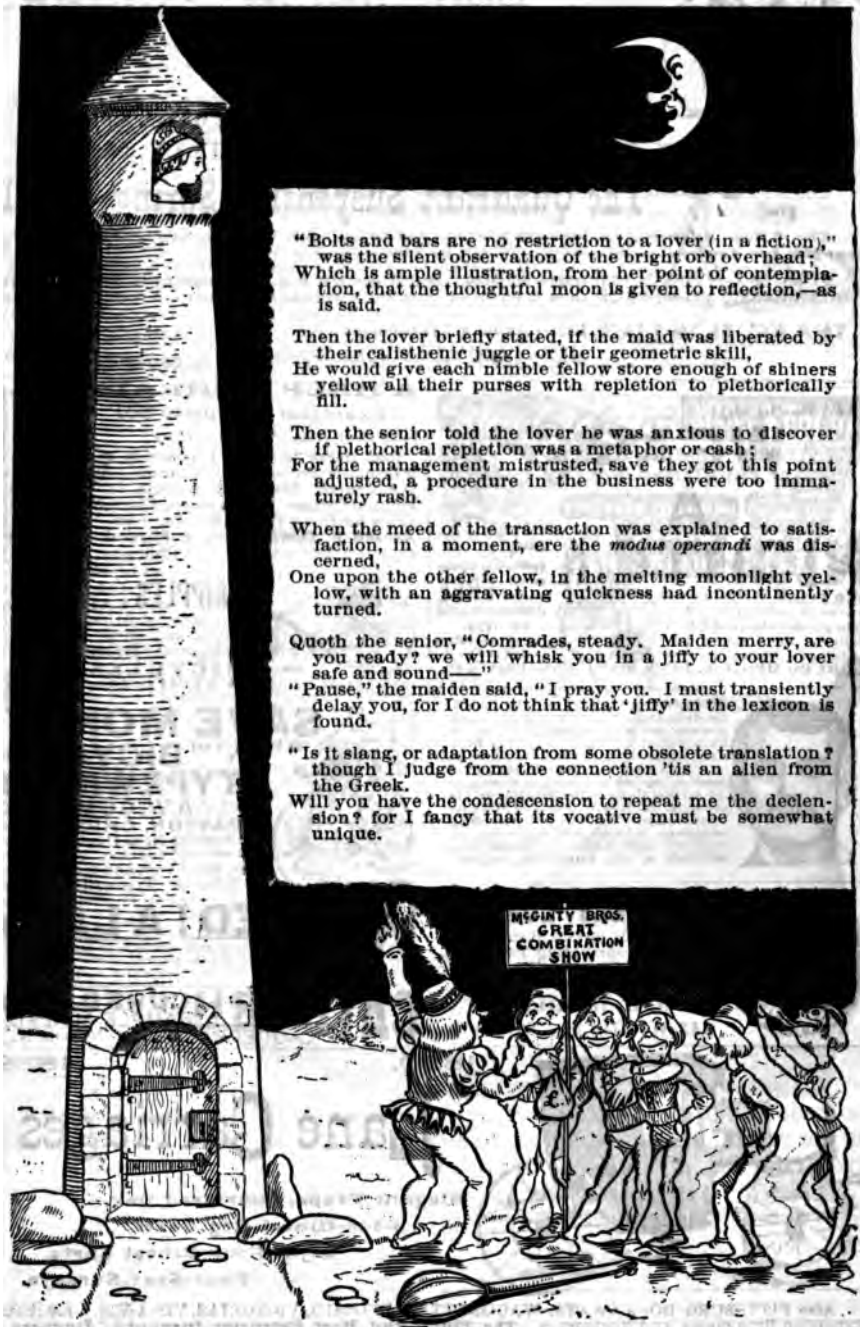 "Bolts and bars are no restriction to a lover (in a fiction),"
was the silent observation of the bright orb overhead;
Which is ample illustration, from her point of contempla-
tion, that the thoughtful moon is given to reflection,—as
is said.
Then the lover briefly stated, if the maid was liberated by
their calisthenic juggle or their geometric skill,
He would give each nimble fellow store enough of shiners
yellow all their purses with repletion to plethorically
fill.
Then the senior told the lover he was anxious to discover
if plethorical repletion was a metaphor or cash;
For the management mistrusted, save they got this point
adjusted, a procedure in the business were too imma-
turely rash.
When the meed of the transaction was explained to satis-
faction, in a moment, ere the modus operandi was dis-
cerned,
One upon the other fellow, in the melting moonlight yel-
low, with an aggravating quickness had incontinently
turned.
Quoth the senior, "Comrades, steady. Maiden merry, are
you ready? we will whisk you in a jiffy to your lover
safe and sound——"
"Pause," the maiden said, "I pray you. I must transiently
delay you, for I do not think that 'jiffy' in the lexicon is
found.
"Is it slang, or adaptation from some obsolete translation?
though I judge from the connection 'tis an alien from
the Greek.
Will you have the condescension to repeat me the declen-
sion? for I fancy that its vocative must be somewhat
unique.
McGINTY BROS.
GREAT
COMBINATION
SHOW
£